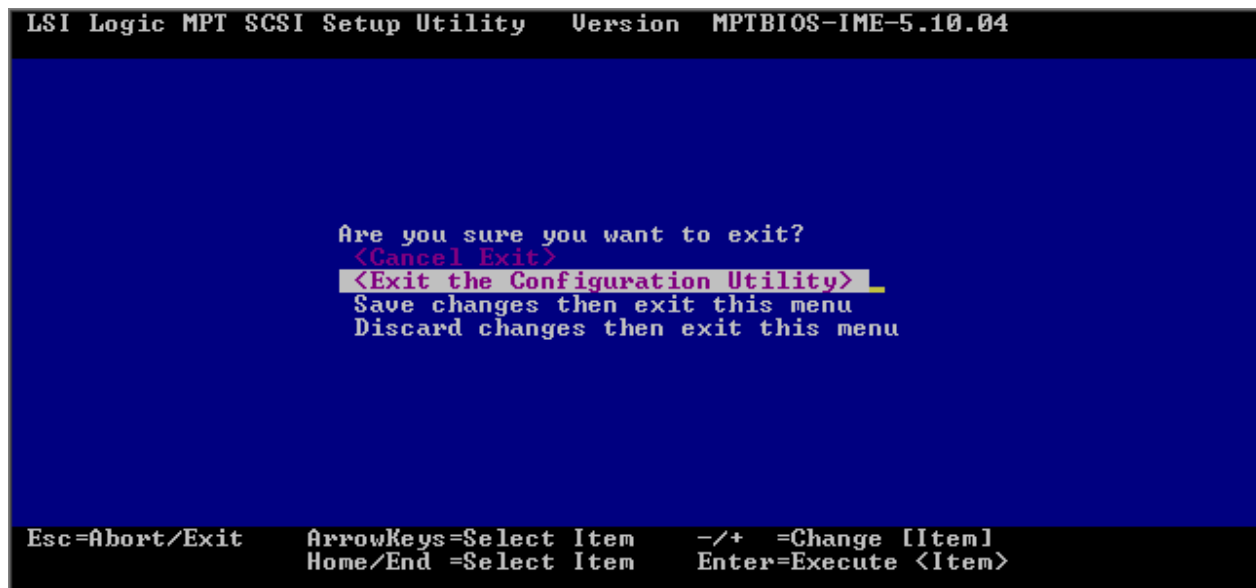 LSI Logic MPT SCSI Setup Utility Version MPTBIOS-IME-5.10.04
Are you sure you want to exit?
<Cancel Exit>
<Exit the Configuration Utility>
Save changes then exit this menu
Discard changes then exit this menu
Esc=Abort/Exit ArrowKeys=Select Item -/+ =Change [Item]
Home/End =Select Item Enter=Execute <Item>